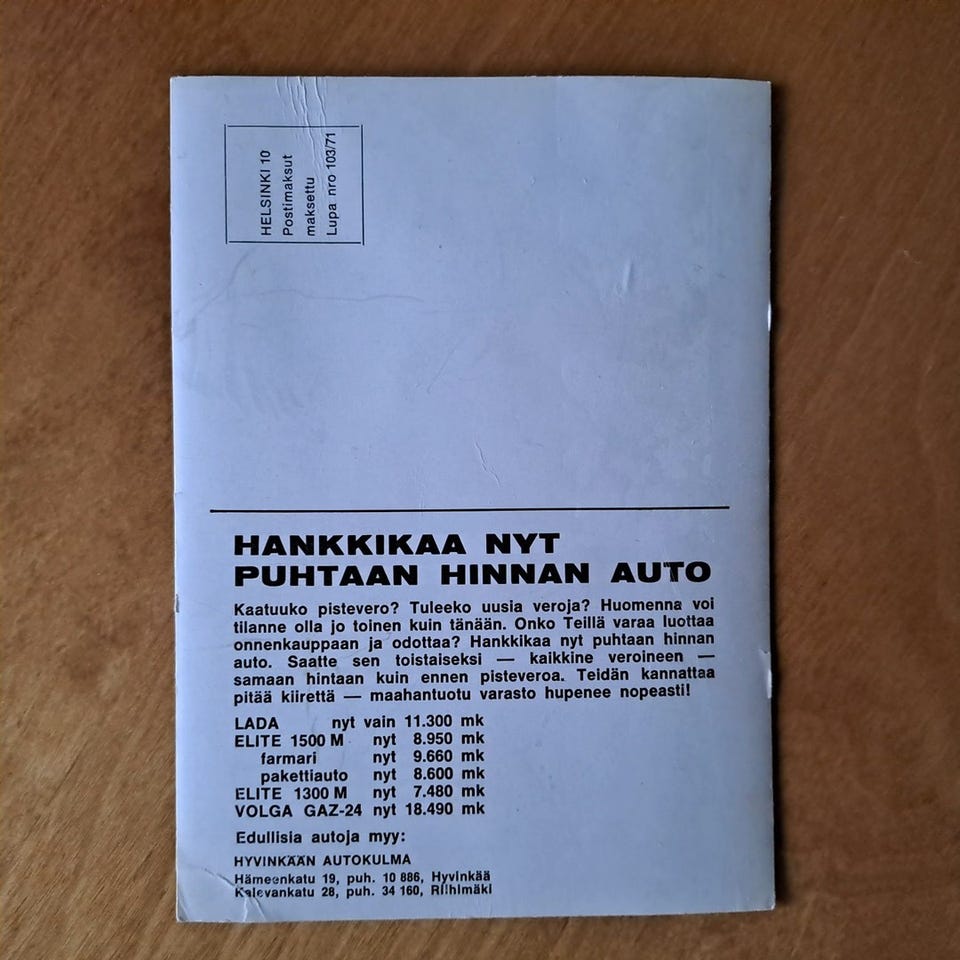 HELSINKI 10
Postimaksut
maksettu
Lupa nro 103/71
HANKKIKAA NYT
PUHTAAN HINNAN AUTO
Kaatuuko pistevero? Tuleeko uusia veroja? Huomenna voi
tilanne olla jo toinen kuin tänään. Onko Teillä varaa luottaa
onnenkauppaan ja odottaa? Hankkikaa nyt puhtaan hinnan
auto. Saatte sen toistaiseksi — kaikkine veroineen —
samaan hintaan kuin ennen pisteveroa. Teidän kannattaa
pitää kiirettä — maahantuotu varasto hupenee nopeasti!
LADA nyt vain 11.300 mk
ELITE 1500 M nyt 8.950 mk
farmari nyt 9.660 mk
pakettiauto nyt 8.600 mk
ELITE 1300 M nyt 7.480 mk
VOLGA GAZ-24 nyt 18.490 mk
Edullisia autoja myy:
HYVINKÄÄN AUTOKULMA
Hämeenkatu 19, puh. 10 886, Hyvinkää
Kalevankatu 28, puh. 34 160, Riihimäki